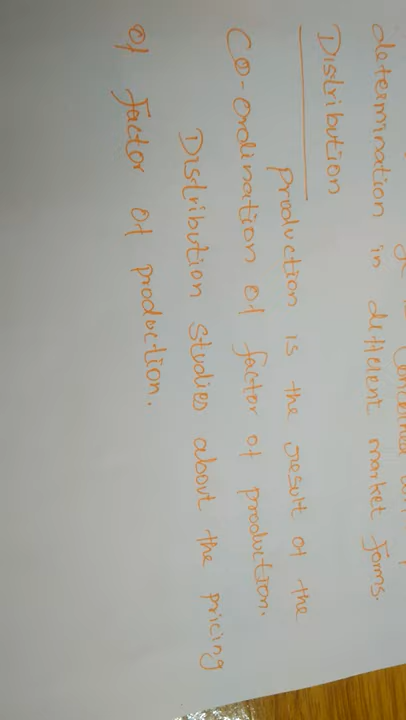 concerned
determination in different market forms.
Distribution
Production is the result of the
Co-ordination of factor of production.
Distribution studies about the pricing
of factor of production.